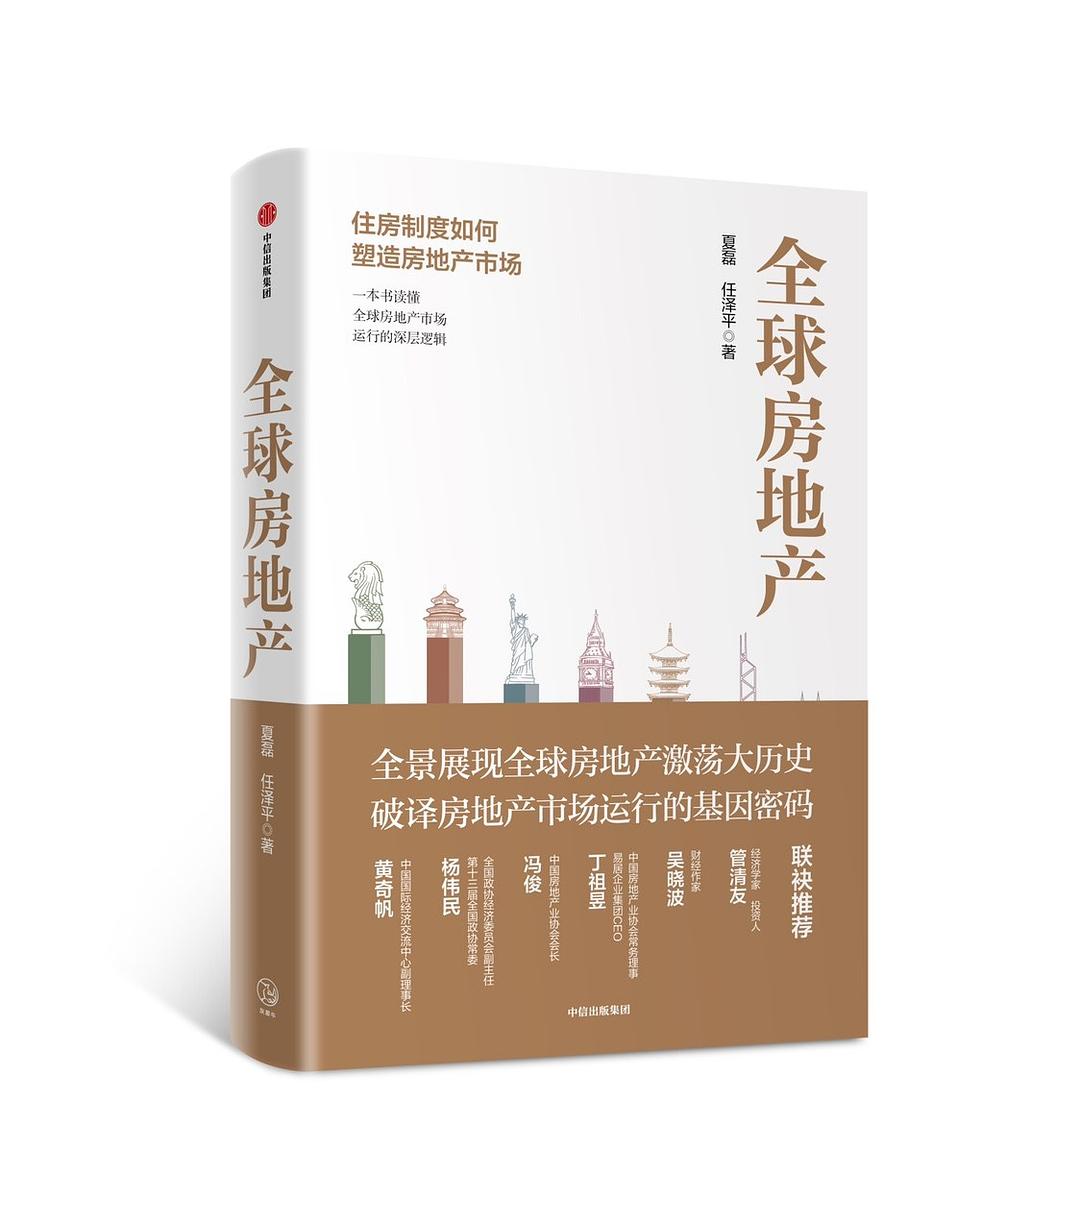 中信出版集团
全球房地产
夏磊 任泽平◎著
灰犀牛
住房制度如何
塑造房地产市场
一本书读懂
全球房地产市场
运行的深层逻辑
全球房地产
夏磊 任泽平◎著
全景展现全球房地产激荡大历史
破译房地产市场运行的基因密码
黄奇帆
中国国际经济交流中心副理事长
杨伟民
第十三届全国政协常委
全国政协经济委员会副主任
冯俊
中国房地产业协会会长
丁祖昱
易居企业集团CEO
中国房地产业协会常务理事
吴晓波
财经作家
管清友
经济学家 投资人
联袂推荐
中信出版集团